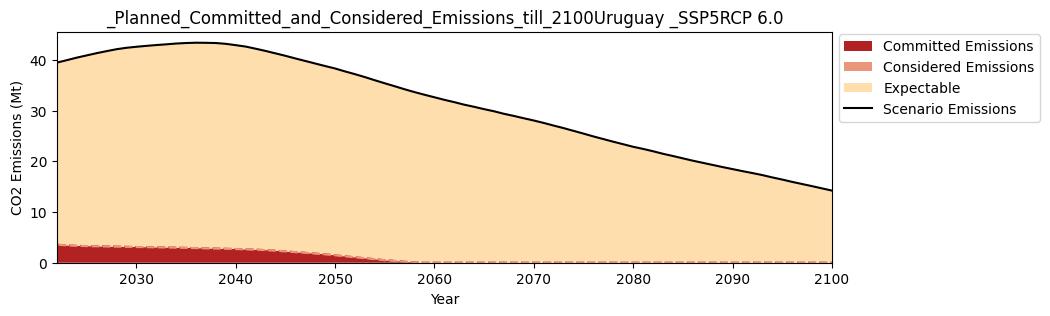 _Planned_Committed_and_Considered_Emissions_till_2100Uruguay _SSP5RCP 6.0
Committed Emissions
Considered Emissions
Expectable
Scenario Emissions
CO2 Emissions (Mt)
40
30
20
10
0
2030 2040 2050 2060 2070 2080 2090 2100
Year